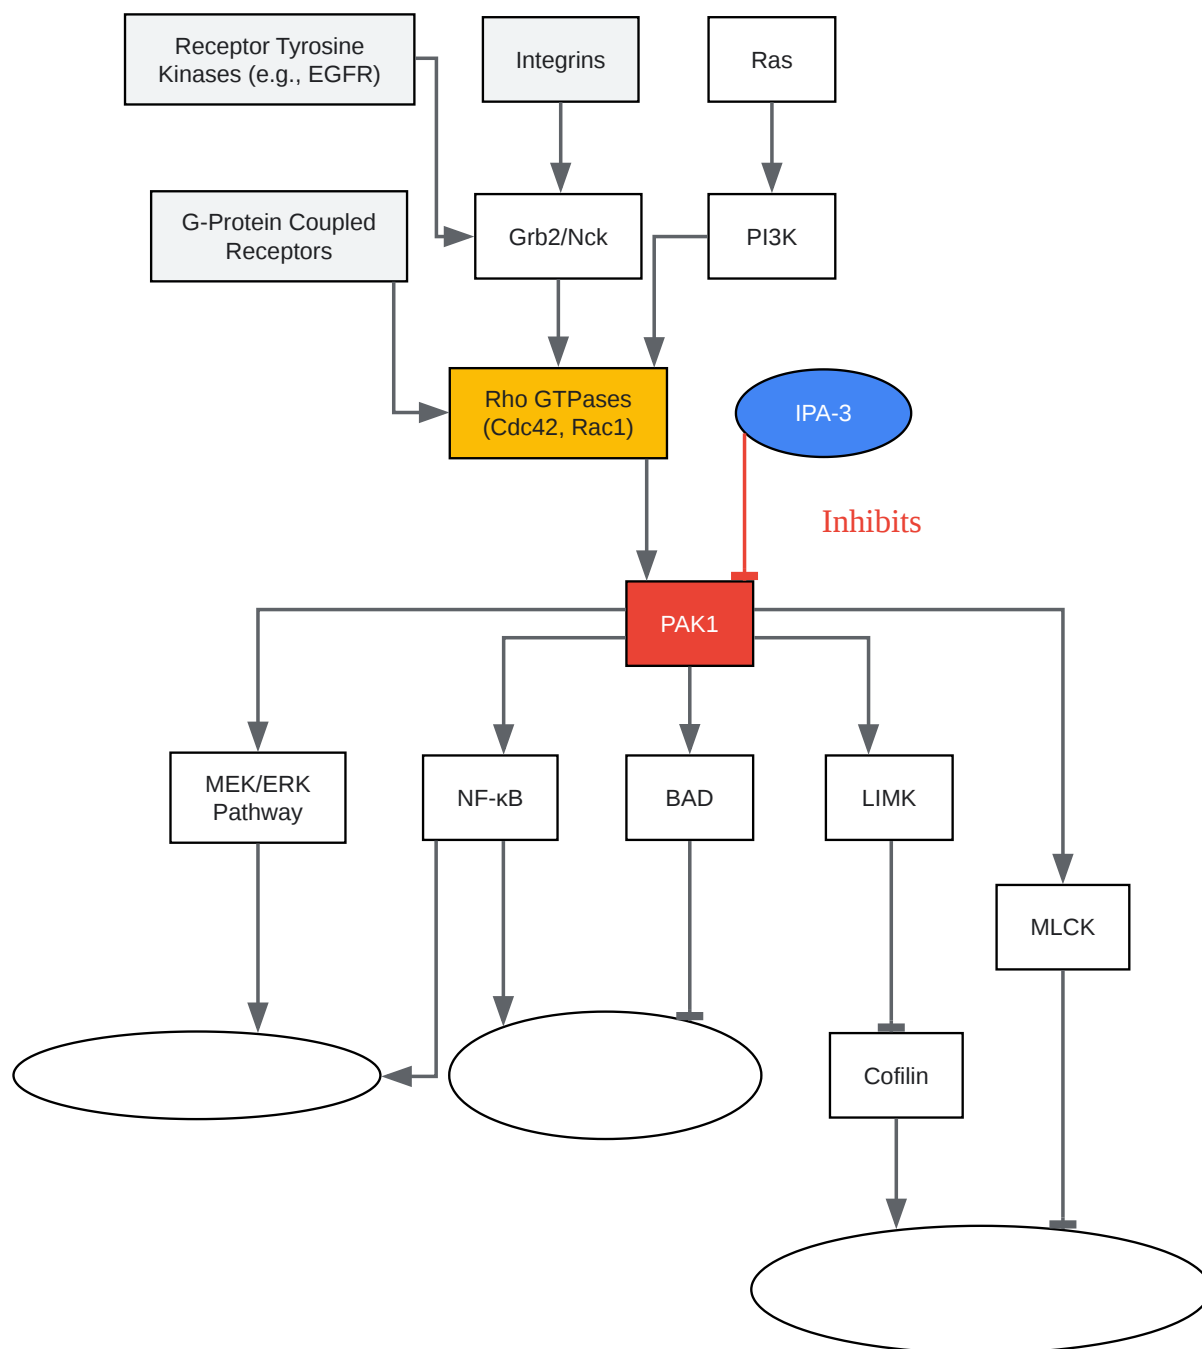 Receptor Tyrosine
Kinases (e.g., EGFR)
Integrins
Ras
G-Protein Coupled
Receptors
Grb2/Nck
PI3K
Rho GTPases
(Cdc42, Rac1)
IPA-3
Inhibits
PAK1
MEK/ERK
Pathway
NF-κB
BAD
LIMK
MLCK
Cofilin